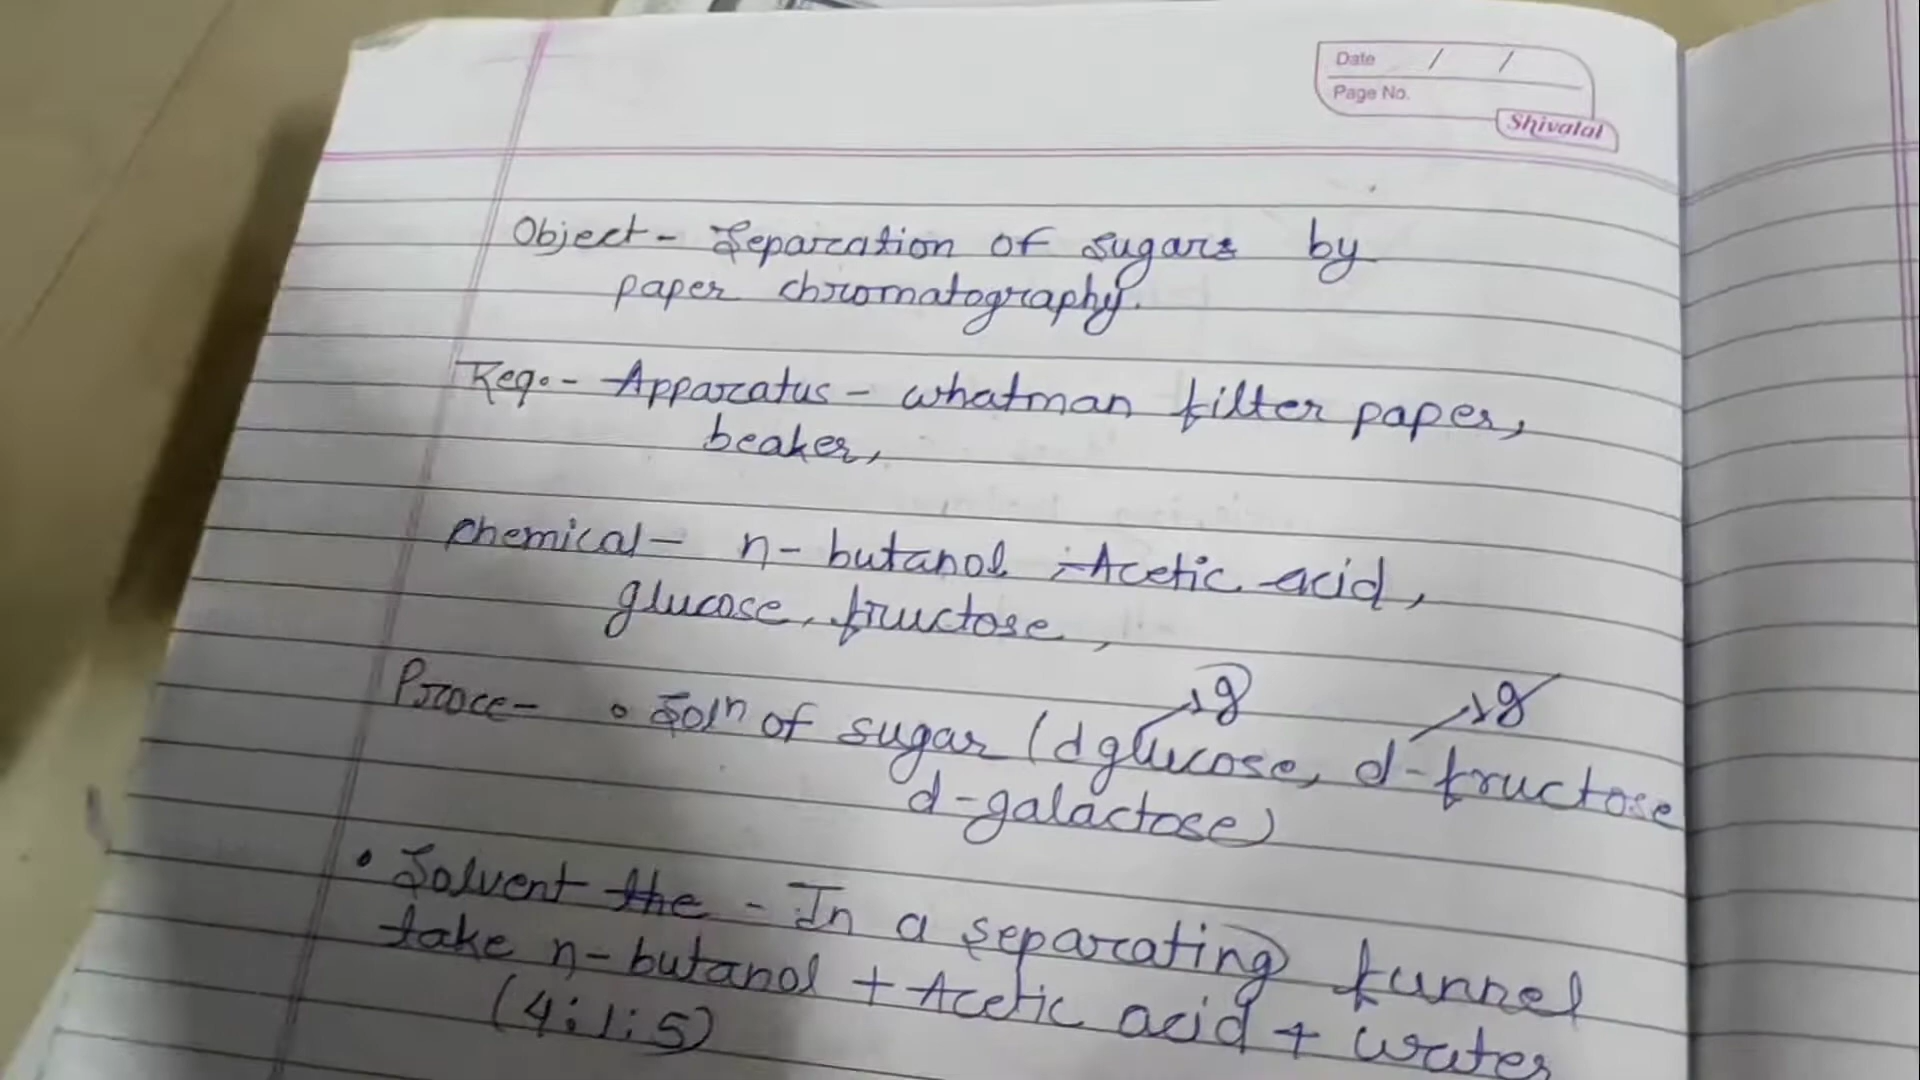 Date / /
Page No.
Shivalal
Object - Separation of sugars by
paper chromatography.
Req. - Apparatus - whatman filter paper,
beaker,
chemical - n-butanol Acetic acid,
glucose, fructose,
Proce - • Solⁿ of sugar (d glucose, d-fructose
d-galactose)
• Solvent the - In a separating funnel
take n-butanol + Acetic acid + water
(4:1:5)